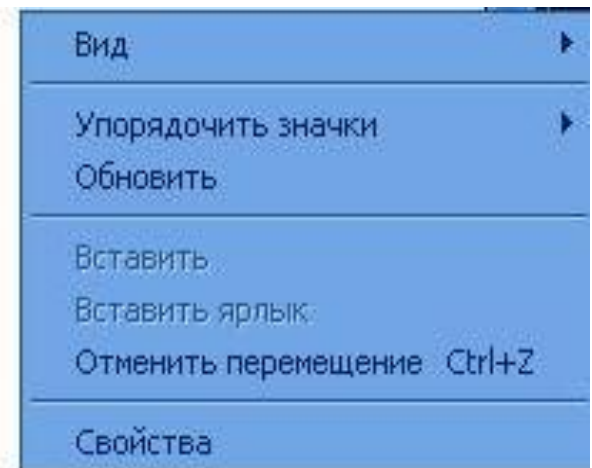 Вид
Упорядочить значки
Обновить
Вставить
Вставить ярлык
Отменить перемещение Ctrl+Z
Свойства